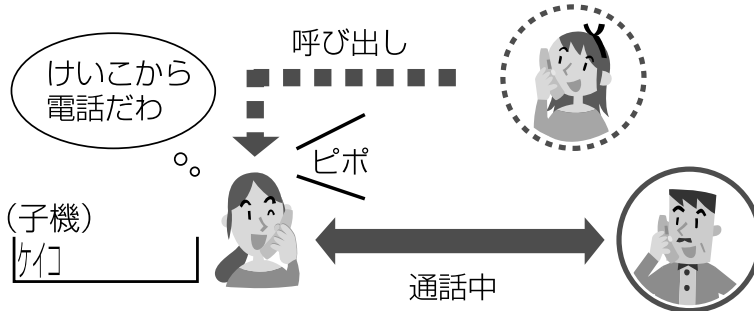 呼び出し
けいこから
電話だわ
ピポ
(子機)
ｹｲｺ
通話中